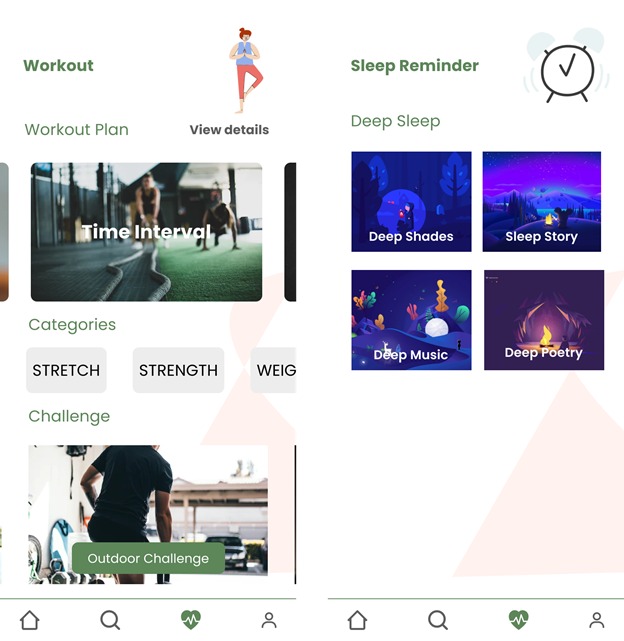 Workout
Workout Plan
View details
Time Interval
Categories
STRETCH
STRENGTH
WEIG
Challenge
Outdoor Challenge
Sleep Reminder
Deep Sleep
Deep Shades
Sleep Story
Deep Music
Deep Poetry